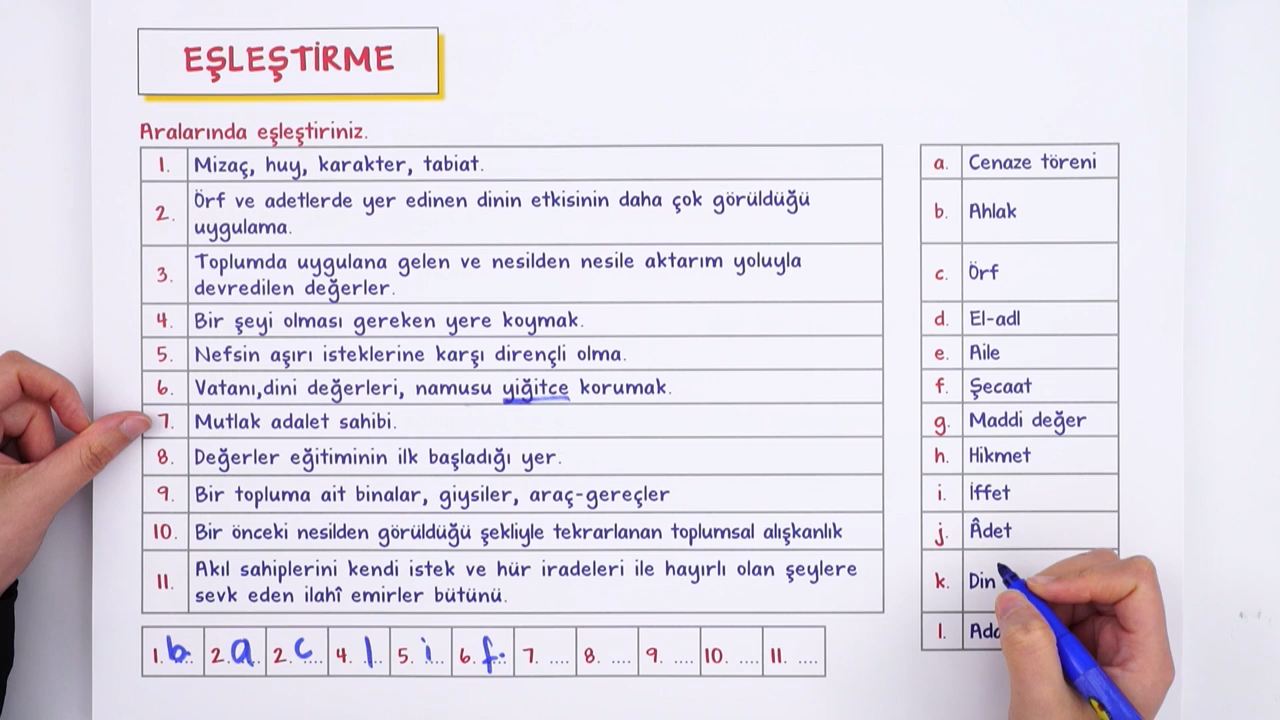 EŞLEŞTİRME
Aralarında eşleştiriniz.
1. Mizaç, huy, karakter, tabiat.
2. Örf ve adetlerde yer edinen dinin etkisinin daha çok görüldüğü
uygulama.
3. Toplumda uygulana gelen ve nesilden nesile aktarım yoluyla
devredilen değerler.
4. Bir şeyi olması gereken yere koymak.
5. Nefsin aşırı isteklerine karşı dirençli olma.
6. Vatanı,dini değerleri, namusu yiğitçe korumak.
7. Mutlak adalet sahibi.
8. Değerler eğitiminin ilk başladığı yer.
9. Bir topluma ait binalar, giysiler, araç-gereçler
10. Bir önceki nesilden görüldüğü şekliyle tekrarlanan toplumsal alışkanlık
11. Akıl sahiplerini kendi istek ve hür iradeleri ile hayırlı olan şeylere
sevk eden ilahî emirler bütünü.
a. Cenaze töreni
b. Ahlak
c. Örf
d. El-adl
e. Aile
f. Şecaat
g. Maddi değer
h. Hikmet
i. İffet
j. Âdet
k. Din
l.
1. b 2. a 2. c 4. l 5. i 6. f 7. .... 8. .... 9. .... 10. .... 11. ....